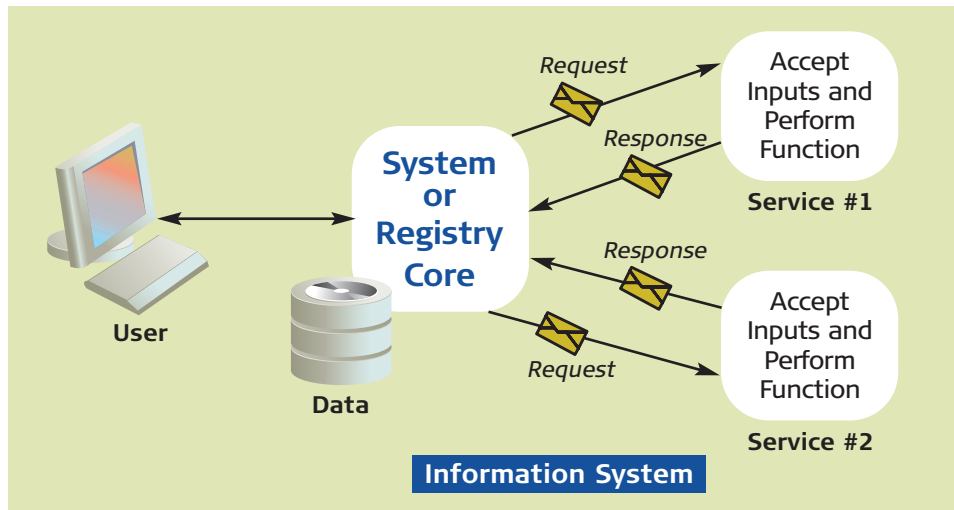 Request
Accept
Inputs and
Perform
Function
Service #1
Response
System
or
Registry
Core
User
Data
Response
Request
Accept
Inputs and
Perform
Function
Service #2
Information System